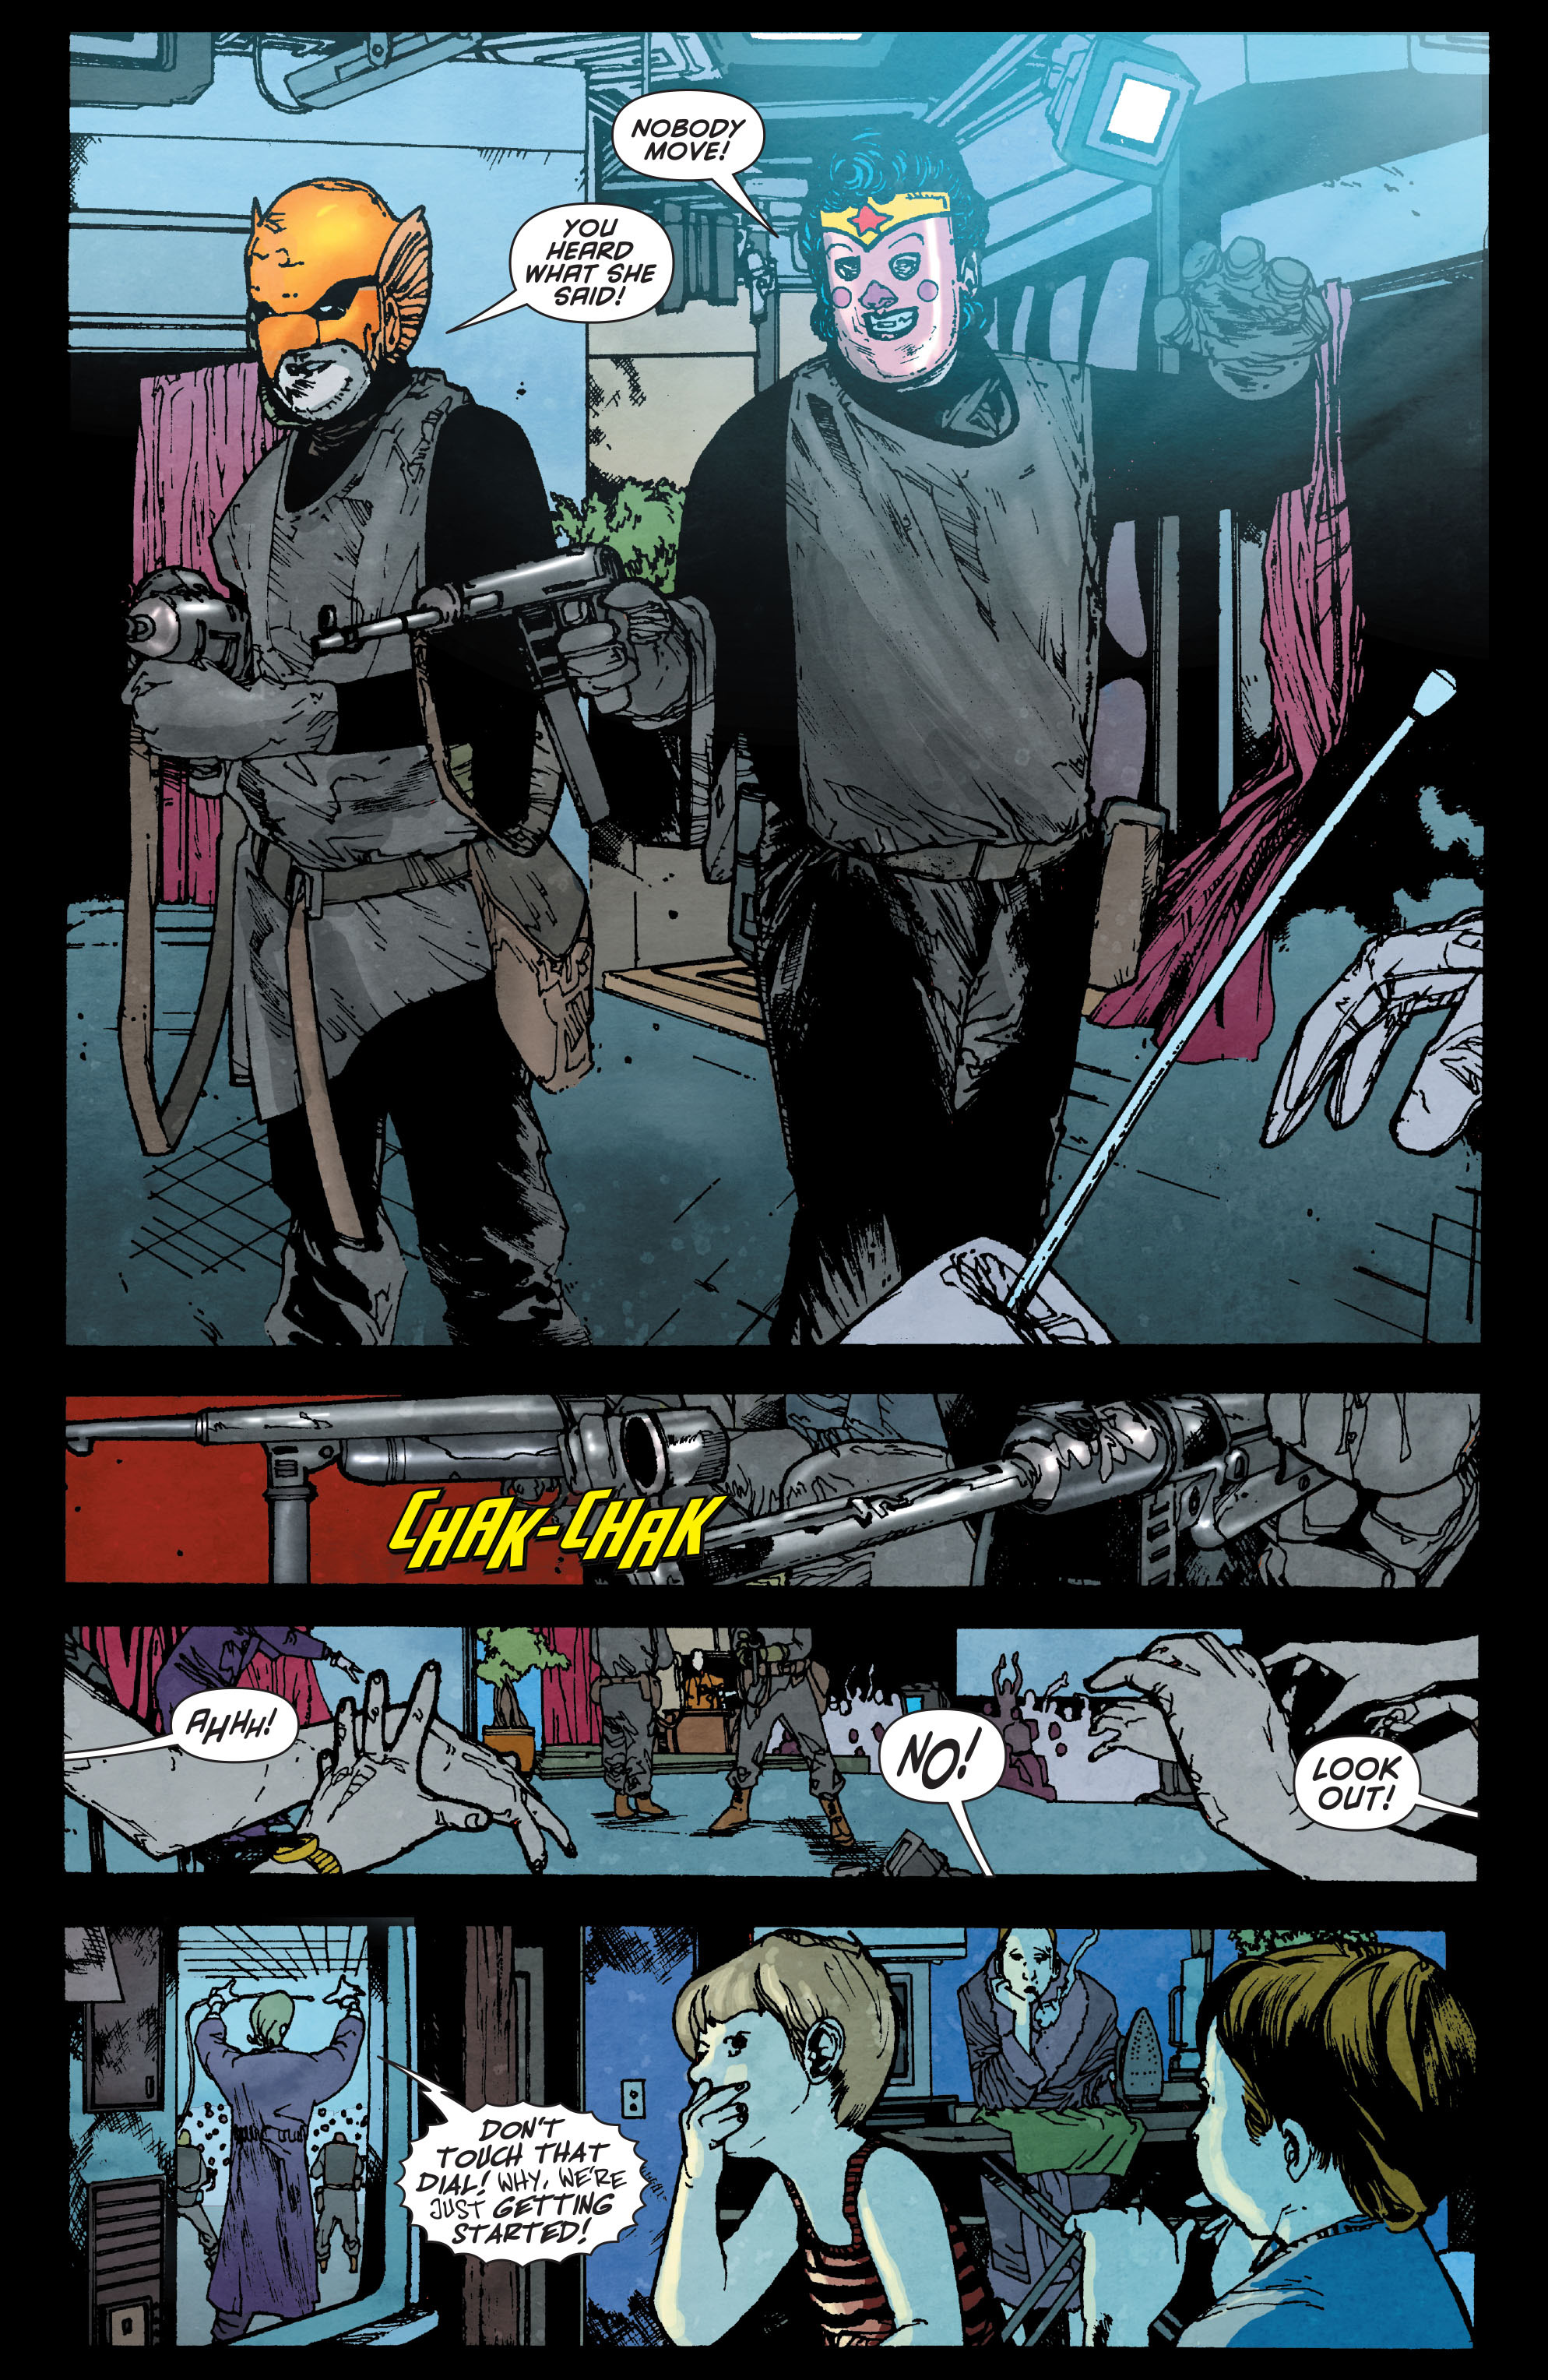 NOBODY
MOVE!
YOU
HEARD
WHAT SHE
SAID!
CHAK-CHAK
AHHH!
NO!
LOOK
OUT!
DON'T
TOUCH THAT
DIAL! WHY, WE'RE
JUST GETTING
STARTED!